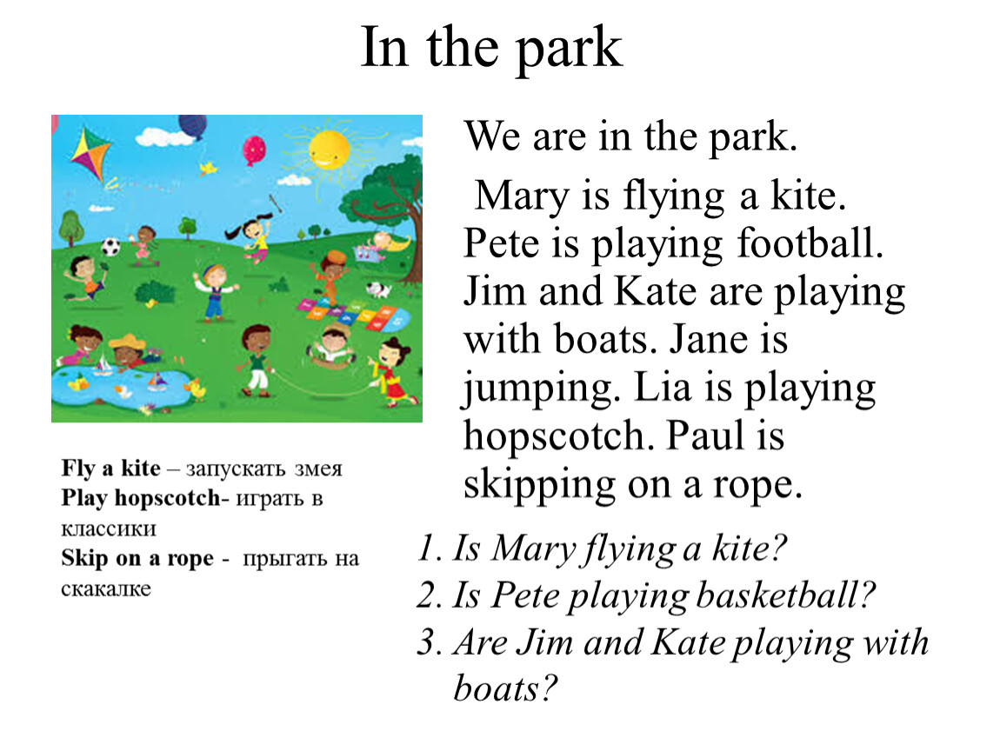 In the park
We are in the park.
Mary is flying a kite.
Pete is playing football.
Jim and Kate are playing
with boats. Jane is
jumping. Lia is playing
hopscotch. Paul is
skipping on a rope.
Fly a kite – запускать змея
Play hopscotch- играть в
классики
Skip on a rope - прыгать на
скакалке
1. Is Mary flying a kite?
2. Is Pete playing basketball?
3. Are Jim and Kate playing with
boats?